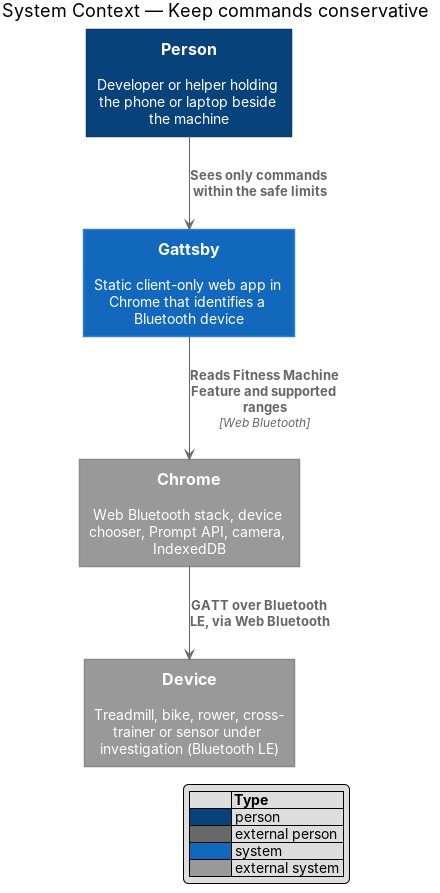 System Context — Keep commands conservative
Person
Developer or helper holding
the phone or laptop beside
the machine
Sees only commands
within the safe limits
Gattsby
Static client-only web app in
Chrome that identifies a
Bluetooth device
Reads Fitness Machine
Feature and supported
ranges
[Web Bluetooth]
Chrome
Web Bluetooth stack, device
chooser, Prompt API, camera,
IndexedDB
GATT over Bluetooth
LE, via Web Bluetooth
Device
Treadmill, bike, rower, cross-
trainer or sensor under
investigation (Bluetooth LE)
Type
person
external person
system
external system